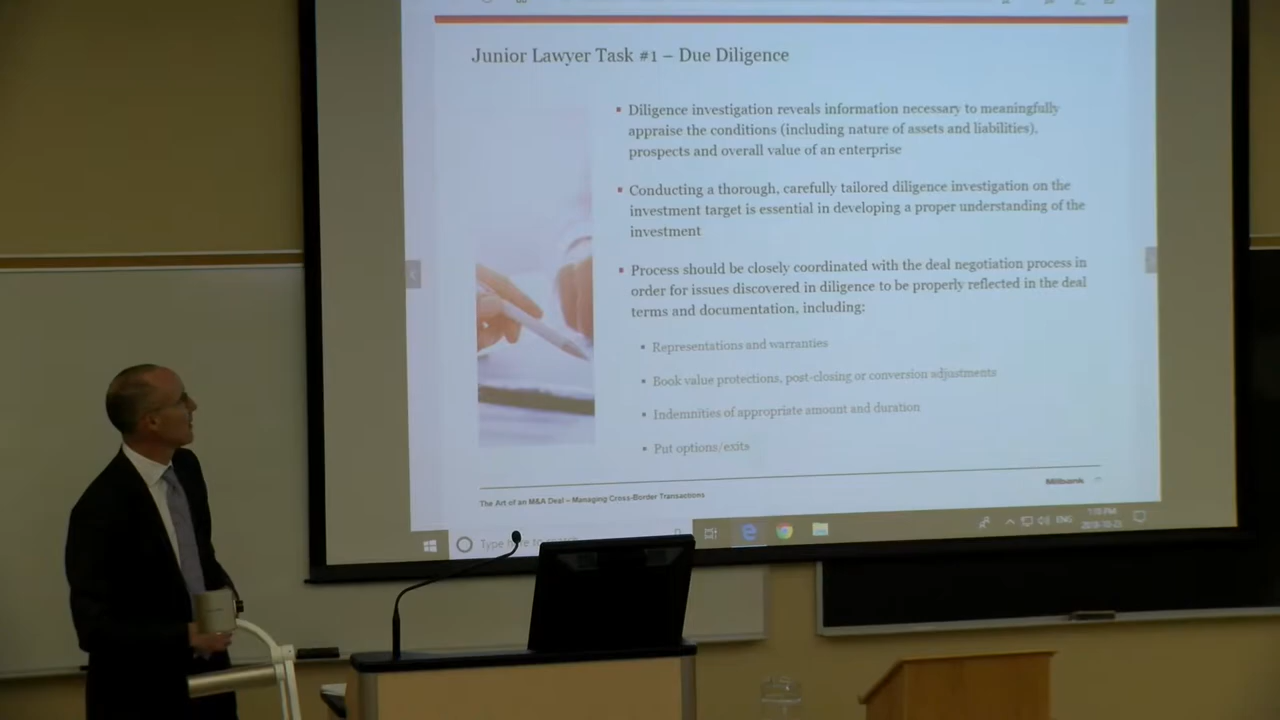 Junior Lawyer Task #1 – Due Diligence
▪ Diligence investigation reveals information necessary to meaningfully
appraise the conditions (including nature of assets and liabilities),
prospects and overall value of an enterprise
▪ Conducting a thorough, carefully tailored diligence investigation on the
investment target is essential in developing a proper understanding of the
investment
▪ Process should be closely coordinated with the deal negotiation process in
order for issues discovered in diligence to be properly reflected in the deal
terms and documentation, including:
▪ Representations and warranties
▪ Book value protections, post-closing or conversion adjustments
▪ Indemnities of appropriate amount and duration
▪ Put options/exits
The Art of an M&A Deal – Managing Cross-Border Transactions
Milbank
Type here to search
ENG